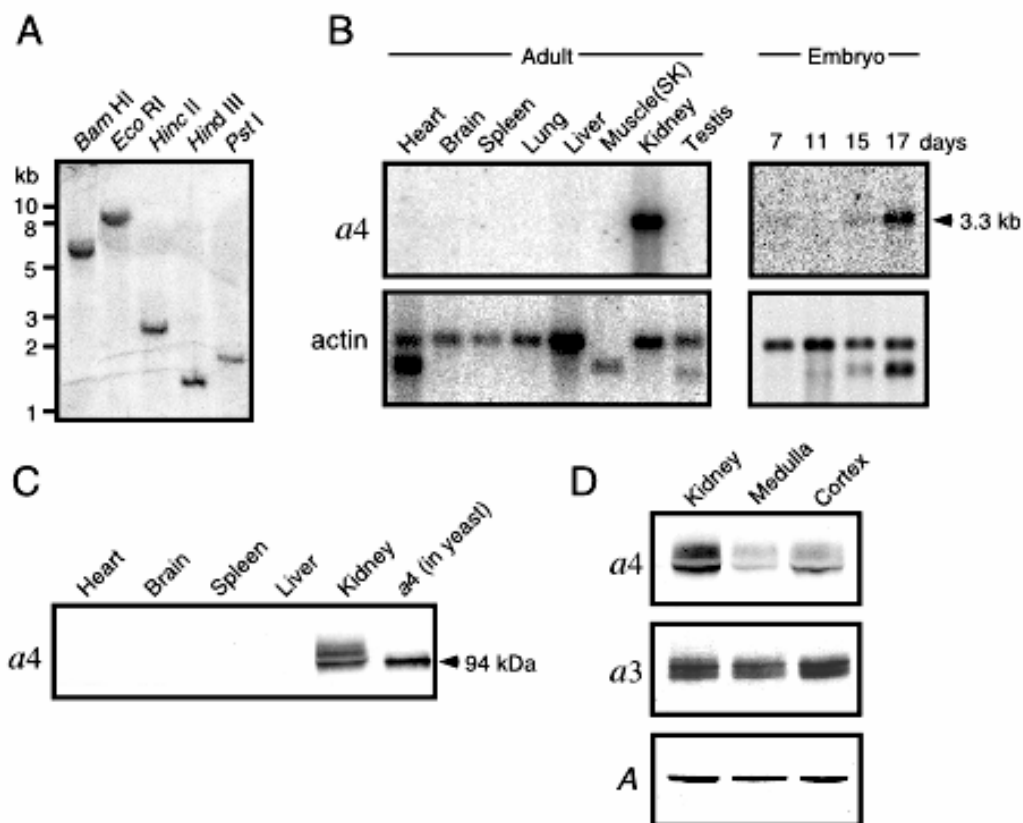 A
Bam HI
Eco RI
Hinc II
Hind III
Pst I
kb
10
8
5
3
2
1
B
Adult
Embryo
Heart
Brain
Spleen
Lung
Liver
Muscle(SK)
Kidney
Testis
7 11 15 17 days
a4
3.3 kb
actin
C
Heart
Brain
Spleen
Liver
Kidney
a4 (in yeast)
a4
94 kDa
D
Kidney
Medulla
Cortex
a4
a3
A